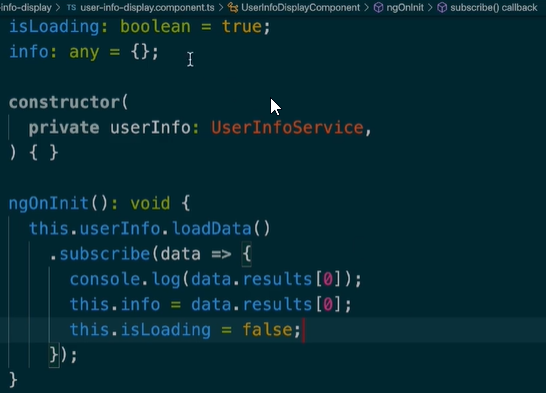 -info-display > TS user-info-display.component.ts > UserInfoDisplayComponent > ngOnInit > subscribe() callback
isLoading: boolean = true;
info: any = {};
constructor(
private userInfo: UserInfoService,
) { }
ngOnInit(): void {
this.userInfo.loadData()
.subscribe(data => {
console.log(data.results[0]);
this.info = data.results[0];
this.isLoading = false;
});
}